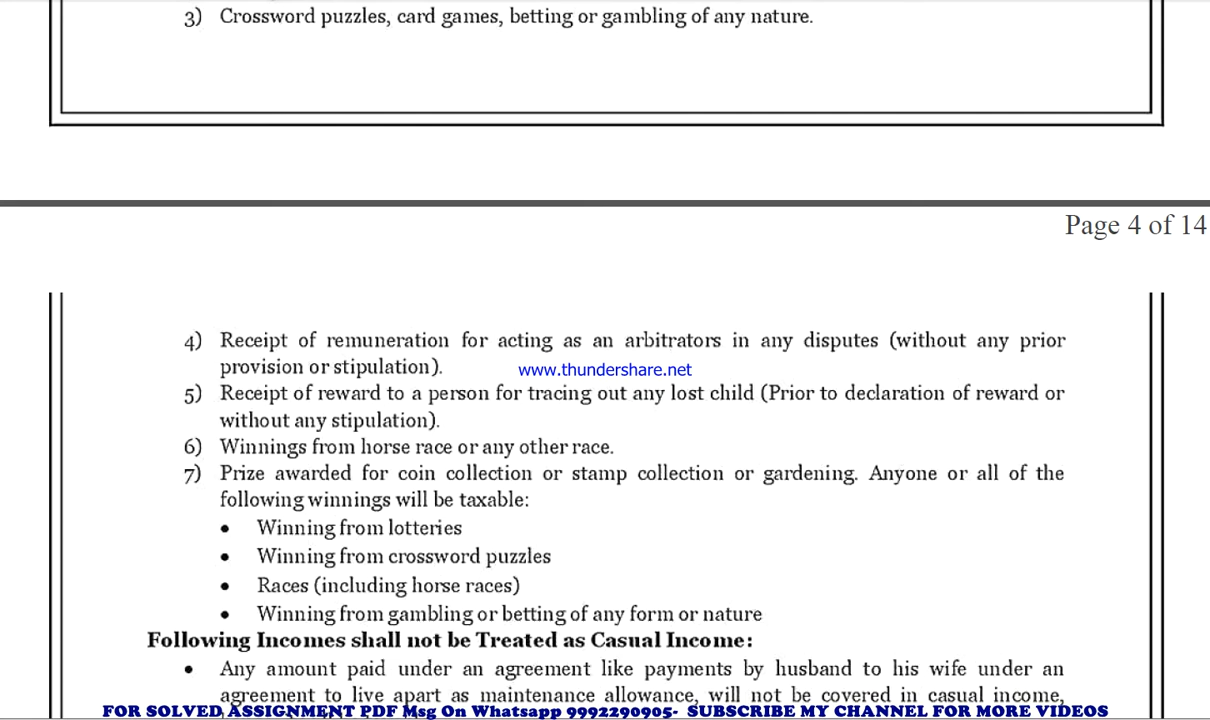 3) Crossword puzzles, card games, betting or gambling of any nature.
Page 4 of 14
4) Receipt of remuneration for acting as an arbitrators in any disputes (without any prior
provision or stipulation).
www.thundershare.net
5) Receipt of reward to a person for tracing out any lost child (Prior to declaration of reward or
without any stipulation).
6) Winnings from horse race or any other race.
7) Prize awarded for coin collection or stamp collection or gardening. Anyone or all of the
following winnings will be taxable:
• Winning from lotteries
• Winning from crossword puzzles
• Races (including horse races)
• Winning from gambling or betting of any form or nature
Following Incomes shall not be Treated as Casual Income:
• Any amount paid under an agreement like payments by husband to his wife under an
agreement to live apart as maintenance allowance, will not be covered in casual income,
FOR SOLVED ASSIGNMENT PDF Msg On Whatsapp 9992290905- SUBSCRIBE MY CHANNEL FOR MORE VIDEOS